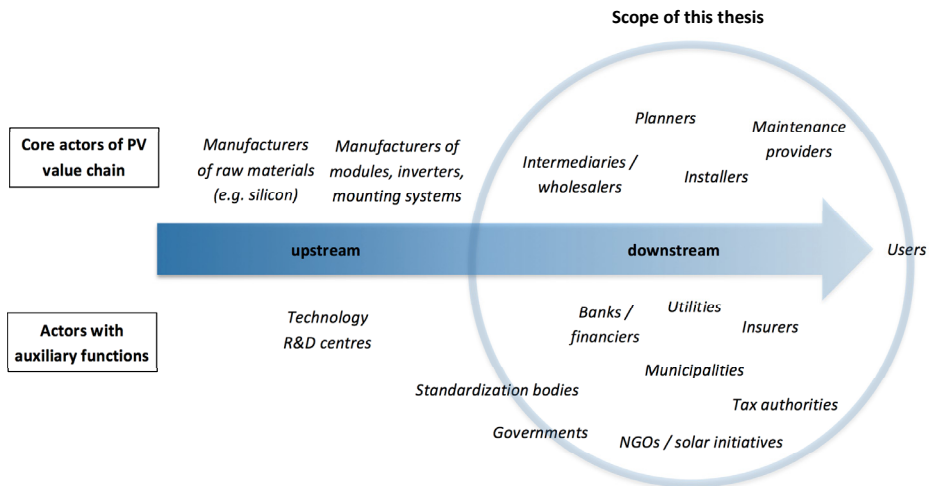 Scope of this thesis
Core actors of PV
value chain
Manufacturers
of raw materials
(e.g. silicon)
Manufacturers of
modules, inverters,
mounting systems
Intermediaries /
wholesalers
Planners
Installers
Maintenance
providers
upstream
downstream
Users
Actors with
auxiliary functions
Technology
R&D centres
Standardization bodies
Governments
Banks /
financiers
Utilities
Insurers
Municipalities
Tax authorities
NGOs / solar initiatives